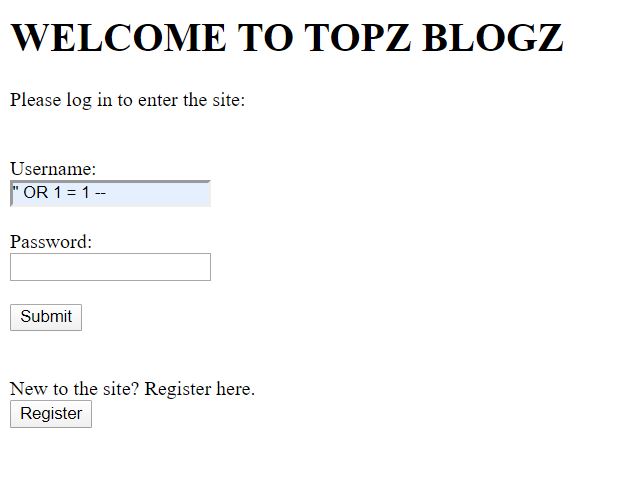 WELCOME TO TOPZ BLOGZ
Please log in to enter the site:
Username:
" OR 1 = 1 --
Password:
Submit
New to the site? Register here.
Register